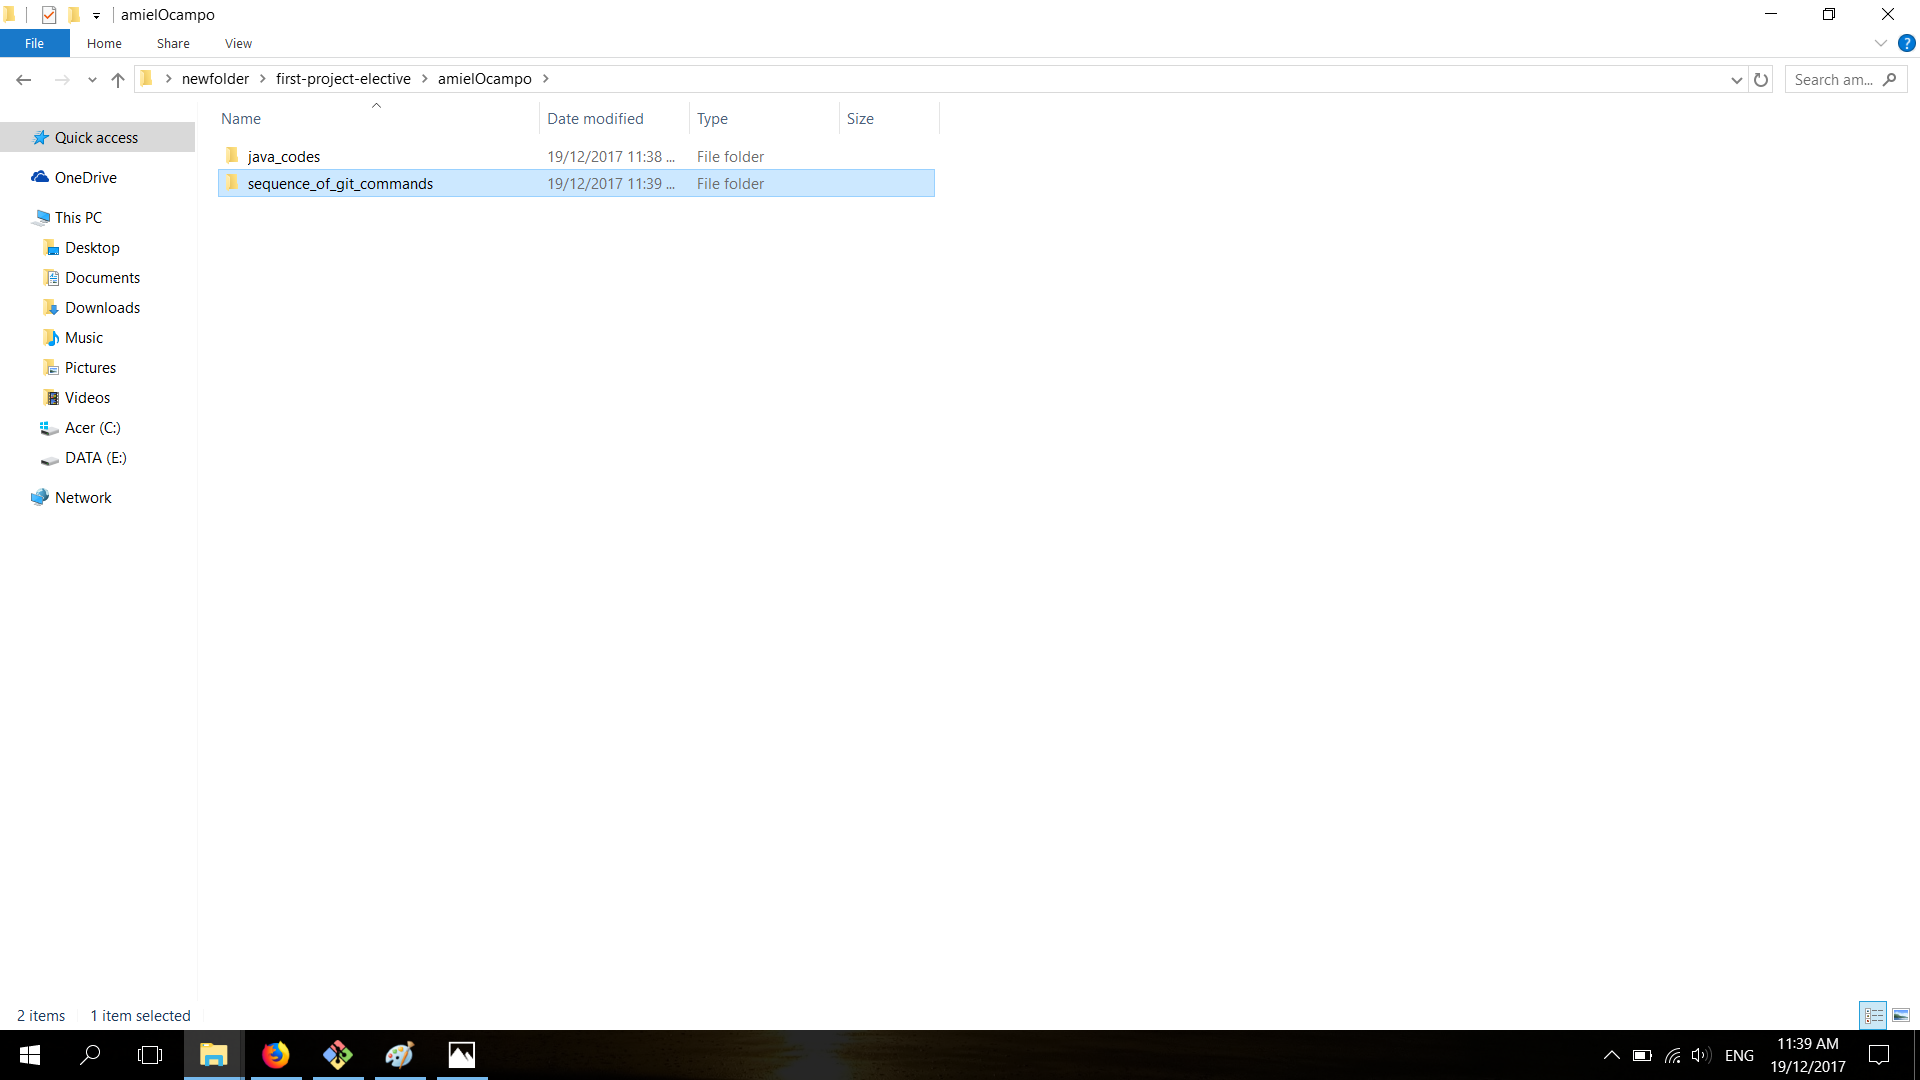 amielOcampo
File Home Share View
newfolder first-project-elective amielOcampo Search am...
Name Date modified Type Size
Quick access
OneDrive
This PC
Desktop
Documents
Downloads
Music
Pictures
Videos
Acer (C:)
DATA (E:)
Network
java_codes 19/12/2017 11:38 ... File folder
sequence_of_git_commands 19/12/2017 11:39 ... File folder
2 items 1 item selected
ENG 11:39 AM
19/12/2017